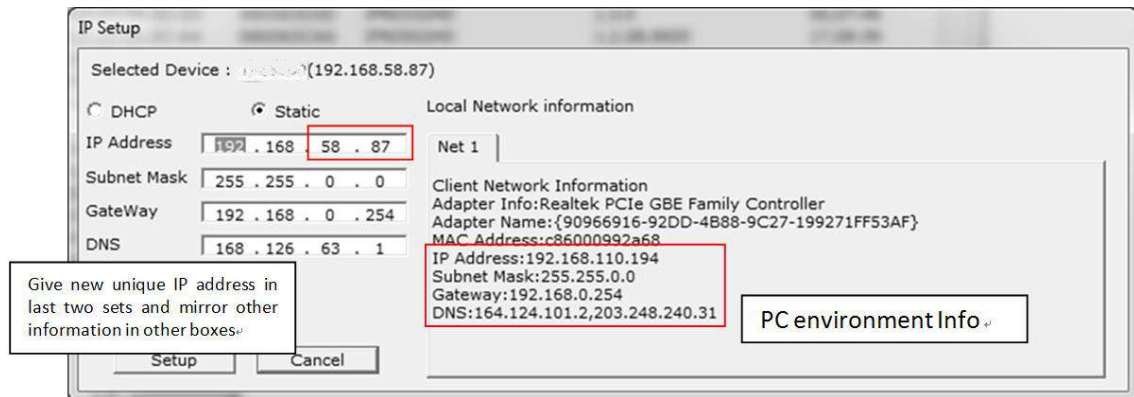 IP Setup
Selected Device : (192.168.58.87)
DHCP Static
IP Address 192 . 168 . 58 . 87
Subnet Mask 255 . 255 . 0 . 0
GateWay 192 . 168 . 0 . 254
DNS 168 . 126 . 63 . 1
Give new unique IP address in
last two sets and mirror other
information in other boxes
Setup Cancel
Local Network information
Net 1
Client Network Information
Adapter Info:Realtek PCIe GBE Family Controller
Adapter Name:{90966916-92DD-4B88-9C27-199271FF53AF}
MAC Address:c86000992a68
IP Address:192.168.110.194
Subnet Mask:255.255.0.0
Gateway:192.168.0.254
DNS:164.124.101.2,203.248.240.31
PC environment Info